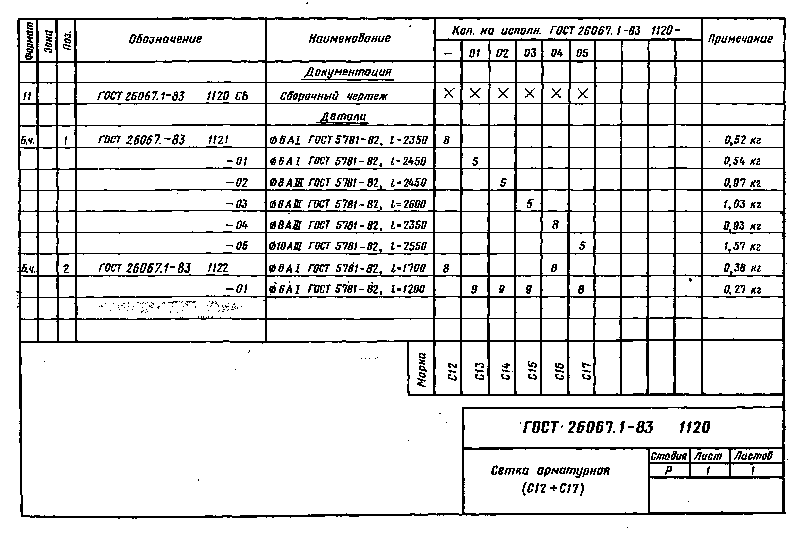 Формат Зона Поз. Обозначение Наименование Кол. на исполн. ГОСТ 26067.1-83 1120- Примечание
– 01 02 03 04 05
Документация
11 ГОСТ 26067.1-83 1120 СБ Сборочный чертеж × × × × × ×
Детали
Б.ч. 1 ГОСТ 26067.-83 1121 Ф6АI ГОСТ 5781-82, l=2350 8 0,52 кг
-01 Ф6АI ГОСТ 5781-82, l=2450 5 0,54 кг
-02 Ф8АIII ГОСТ 5781-82, l=2450 5 0,97 кг
-03 Ф8АIII ГОСТ 5781-82, l=2600 5 1,03 кг
-04 Ф8АIII ГОСТ 5781-82, l=2350 8 0,93 кг
-05 Ф10АIII ГОСТ 5781-82, l=2550 5 1,57 кг
Б.ч. 2 ГОСТ 26067.1-83 1122 Ф6АI ГОСТ 5781-82, l=1700 8 8 0,38 кг
-01 Ф6АI ГОСТ 5781-82, l=1200 9 9 9 8 0,27 кг
Марка С12 С13 С14 С15 С16 С17
ГОСТ 26067.1-83 1120
Сетка арматурная
(С12÷С17)
Стадия Лист Листов
Р 1 1